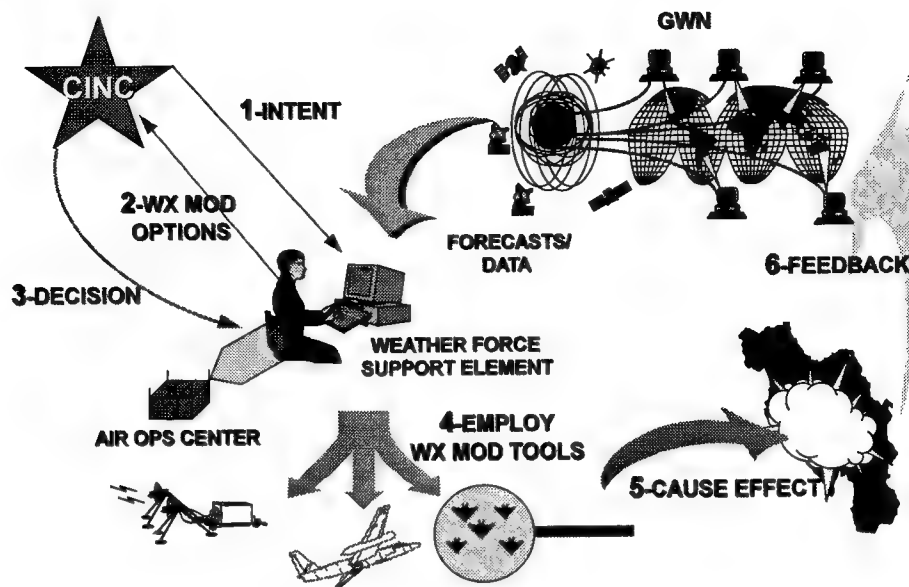 CINC
1-INTENT
2-WX MOD
OPTIONS
3-DECISION
GWN
FORECASTS/
DATA
6-FEEDBACK
WEATHER FORCE
SUPPORT ELEMENT
AIR OPS CENTER
4-EMPLOY
WX MOD TOOLS
5-CAUSE EFFECT